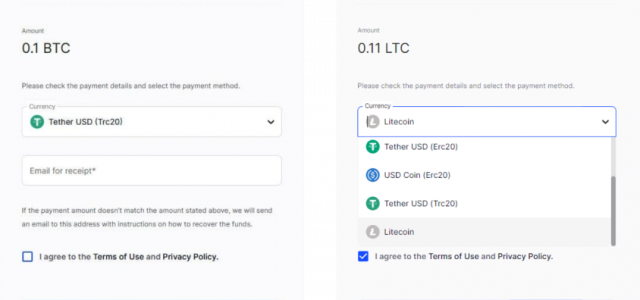 Amount
0.1 BTC
Please check the payment details and select the payment method.
Currency
Tether USD (Trc20)
Email for receipt*
If the payment amount doesn't match the amount stated above, we will send
an email to this address with instructions on how to recover the funds.
I agree to the Terms of Use and Privacy Policy.
Amount
0.11 LTC
Please check the payment details and select the payment method.
Currency
Litecoin
Tether USD (Erc20)
USD Coin (Erc20)
Tether USD (Trc20)
Litecoin
I agree to the Terms of Use and Privacy Policy.